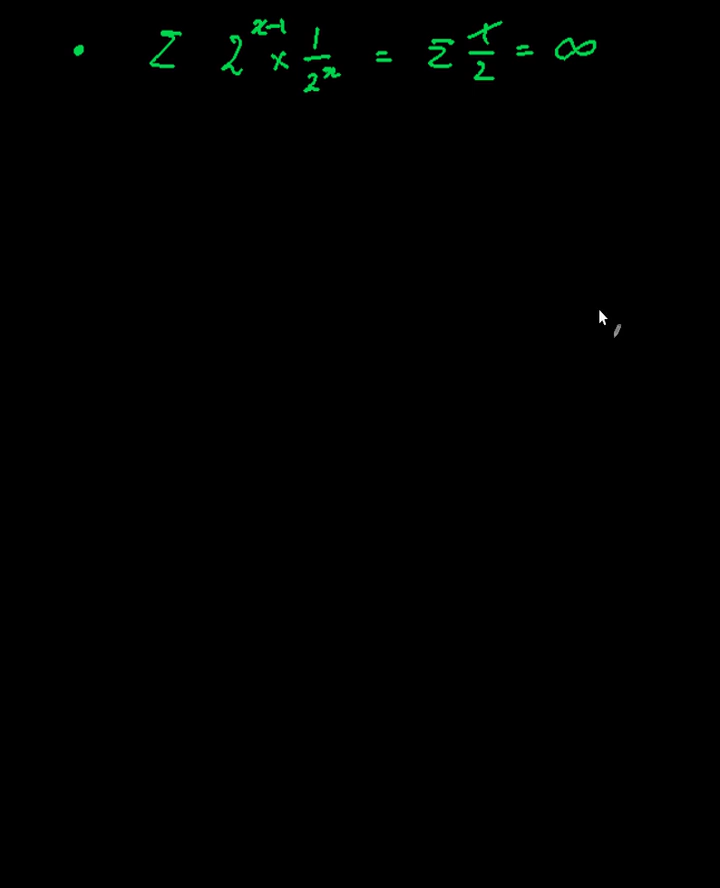 • Σ 2^{x-1} × 1/2^x = Σ 1/2 = ∞